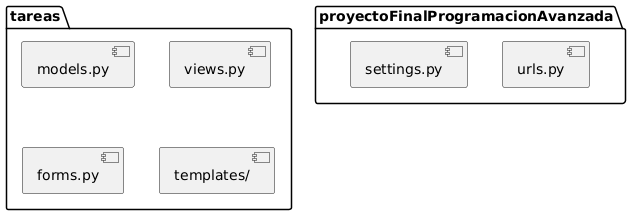 tareas
models.py
views.py
forms.py
templates/
proyectoFinalProgramacionAvanzada
settings.py
urls.py